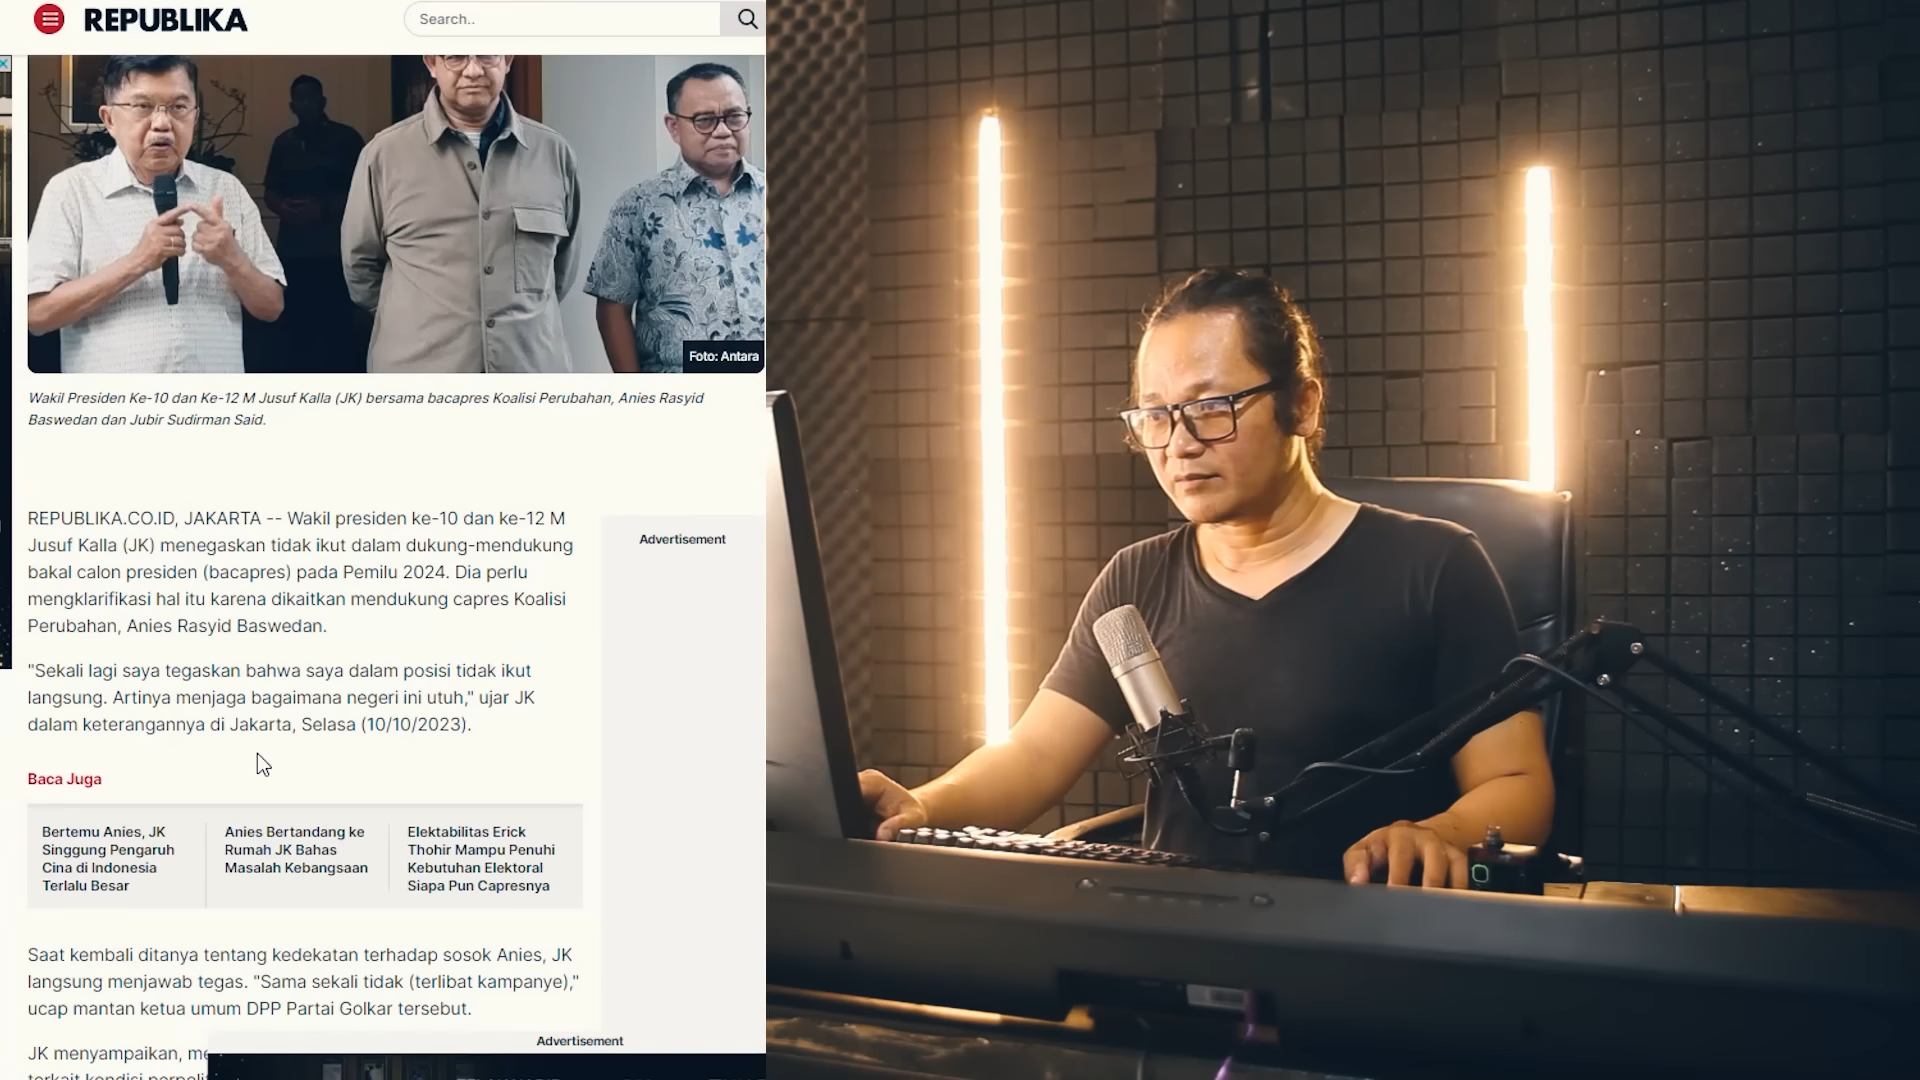 REPUBLIKA
Search..
Foto: Antara
Wakil Presiden Ke-10 dan Ke-12 M Jusuf Kalla (JK) bersama bacapres Koalisi Perubahan, Anies Rasyid
Baswedan dan Jubir Sudirman Said.
REPUBLIKA.CO.ID, JAKARTA -- Wakil presiden ke-10 dan ke-12 M
Jusuf Kalla (JK) menegaskan tidak ikut dalam dukung-mendukung
bakal calon presiden (bacapres) pada Pemilu 2024. Dia perlu
mengklarifikasi hal itu karena dikaitkan mendukung capres Koalisi
Perubahan, Anies Rasyid Baswedan.
Advertisement
"Sekali lagi saya tegaskan bahwa saya dalam posisi tidak ikut
langsung. Artinya menjaga bagaimana negeri ini utuh," ujar JK
dalam keterangannya di Jakarta, Selasa (10/10/2023).
Baca Juga
Bertemu Anies, JK
Singgung Pengaruh
Cina di Indonesia
Terlalu Besar
Anies Bertandang ke
Rumah JK Bahas
Masalah Kebangsaan
Elektabilitas Erick
Thohir Mampu Penuhi
Kebutuhan Elektoral
Siapa Pun Capresnya
Saat kembali ditanya tentang kedekatan terhadap sosok Anies, JK
langsung menjawab tegas. "Sama sekali tidak (terlibat kampanye),"
ucap mantan ketua umum DPP Partai Golkar tersebut.
Advertisement
JK menyampaikan, me